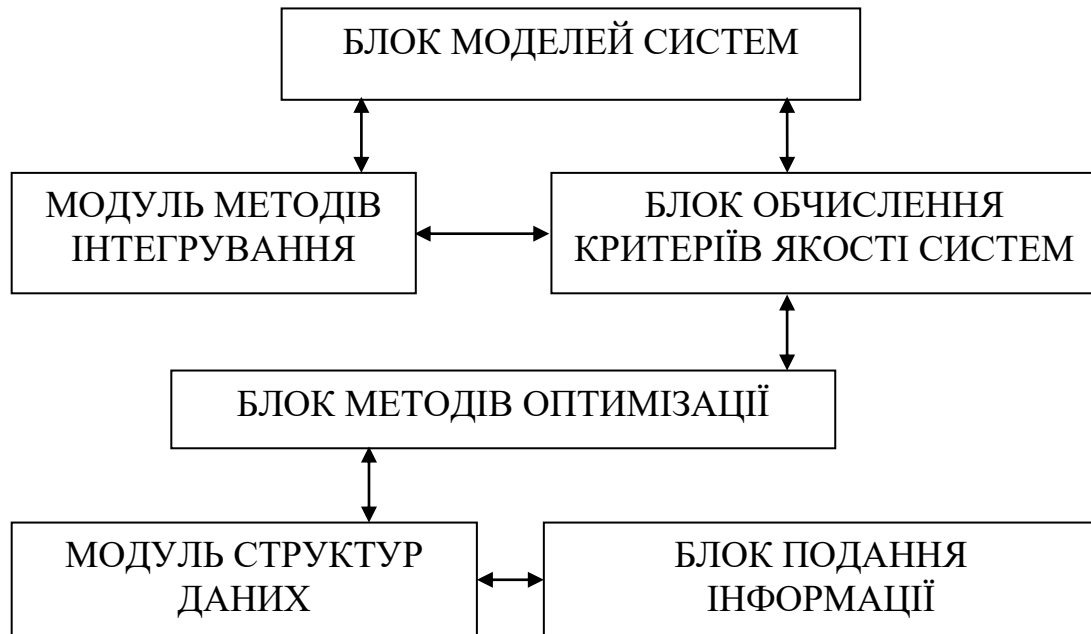 БЛОК МОДЕЛЕЙ СИСТЕМ
МОДУЛЬ МЕТОДІВ
ІНТЕГРУВАННЯ
БЛОК ОБЧИСЛЕННЯ
КРИТЕРІЇВ ЯКОСТІ СИСТЕМ
БЛОК МЕТОДІВ ОПТИМІЗАЦІЇ
МОДУЛЬ СТРУКТУР
ДАНИХ
БЛОК ПОДАННЯ
ІНФОРМАЦІЇ